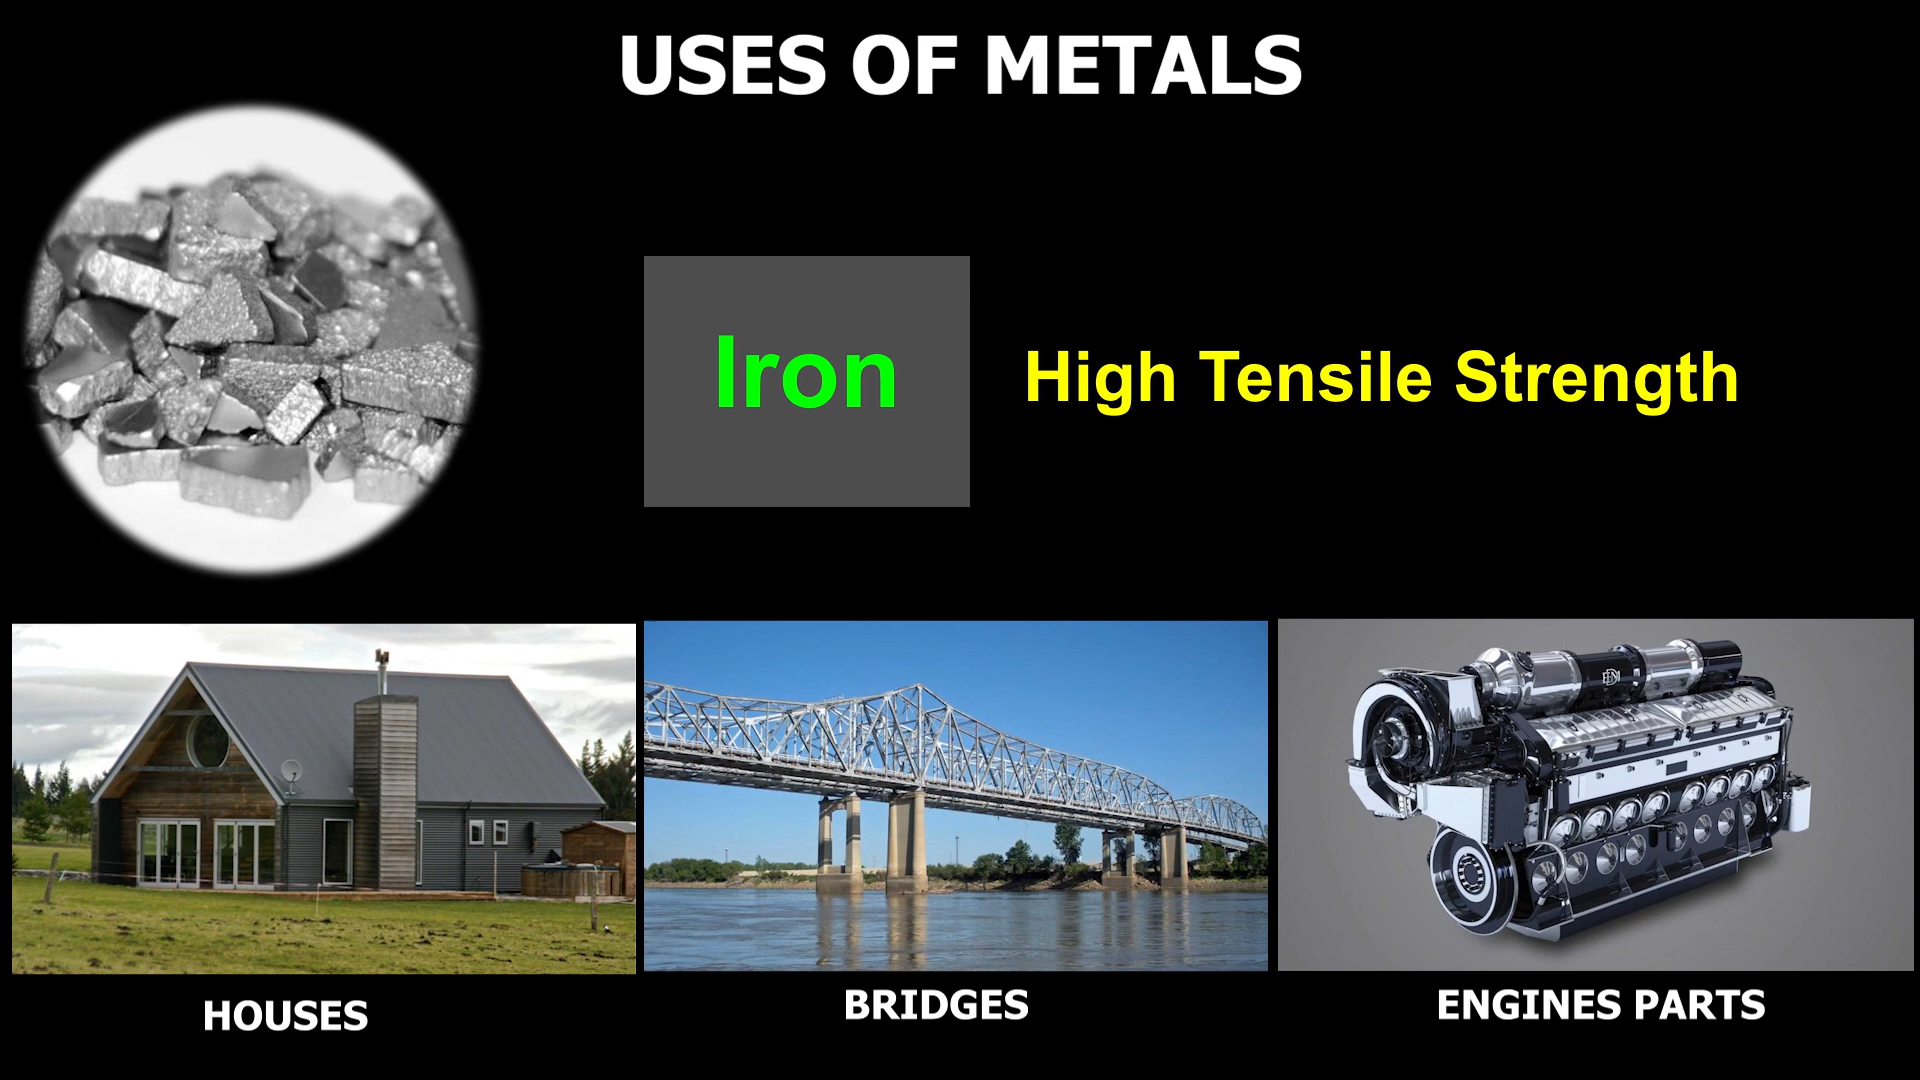 USES OF METALS
Iron
High Tensile Strength
HOUSES
BRIDGES
ENGINES PARTS